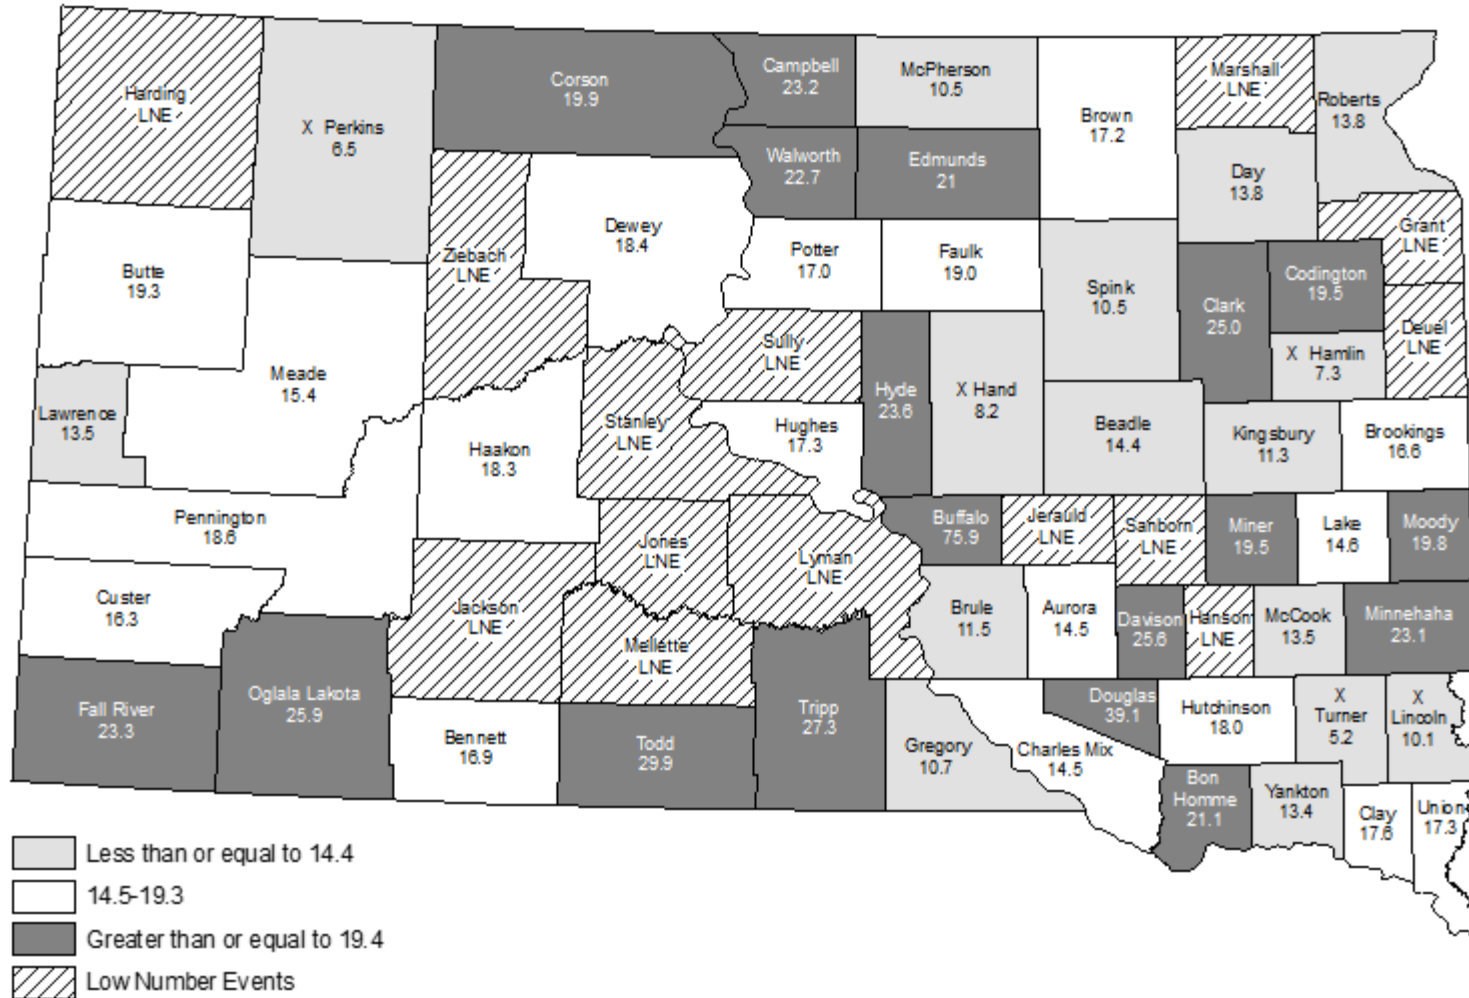 Harding
LNE
X Perkins
6.5
Corson
19.9
Campbell
23.2
McPherson
10.5
Brown
17.2
Marshall
LNE
Roberts
13.8
Walworth
22.7
Edmunds
21
Day
13.8
Butte
19.3
Ziebach
LNE
Dewey
18.4
Potter
17.0
Faulk
19.0
Spink
10.5
Grant
LNE
Codington
19.5
Clark
25.0
Deuel
LNE
Meade
15.4
Sully
LNE
X Hamlin
7.3
Lawrence
13.5
Hyde
23.6
X Hand
8.2
Haakon
18.3
Stanley
LNE
Hughes
17.3
Beadle
14.4
Kingsbury
11.3
Brookings
16.6
Pennington
18.6
Jones
LNE
Lyman
LNE
Buffalo
75.9
Jerauld
LNE
Sanborn
LNE
Miner
19.5
Lake
14.6
Moody
19.8
Custer
16.3
Jackson
LNE
Mellette
LNE
Brule
11.5
Aurora
14.5
Davison
25.6
Hanson
LNE
McCook
13.5
Minnehaha
23.1
Fall River
23.3
Oglala Lakota
25.9
Bennett
16.9
Todd
29.9
Tripp
27.3
Gregory
10.7
Charles Mix
14.5
Douglas
39.1
Hutchinson
18.0
X
Turner
5.2
X
Lincoln
10.1
Bon
Homme
21.1
Yankton
13.4
Clay
17.6
Union
17.3
Less than or equal to 14.4
14.5-19.3
Greater than or equal to 19.4
Low Number Events